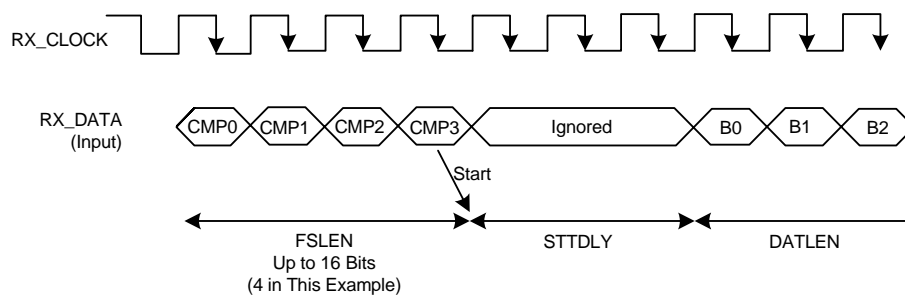 RX_CLOCK
RX_DATA
(Input)
CMP0 CMP1 CMP2 CMP3 Ignored B0 B1 B2
Start
FSLEN STTDLY DATLEN
Up to 16 Bits
(4 in This Example)